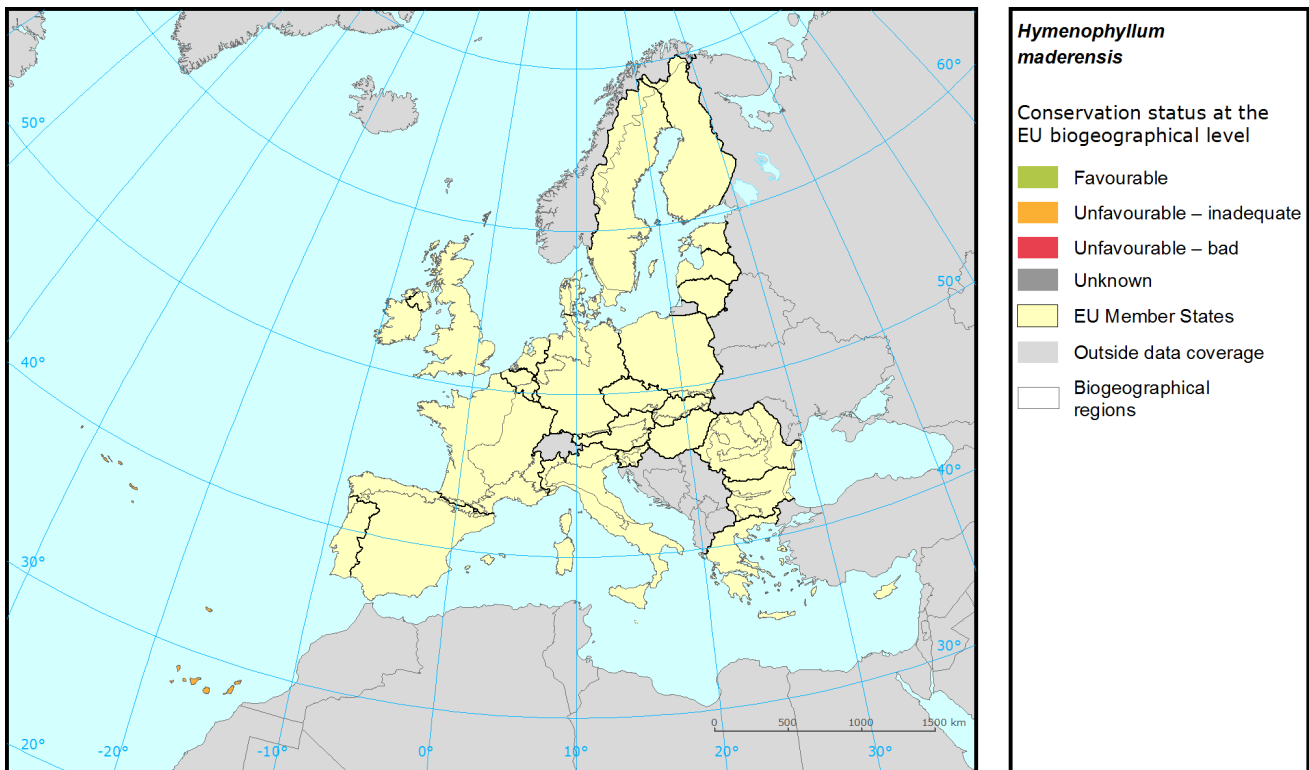 60°
50°
50°
40°
40°
30°
30°
20°
-20°
-10°
0°
10°
20°
30°
0 500 1000 1500 km
Hymenophyllum
maderensis
Conservation status at the
EU biogeographical level
Favourable
Unfavourable – inadequate
Unfavourable – bad
Unknown
EU Member States
Outside data coverage
Biogeographical
regions